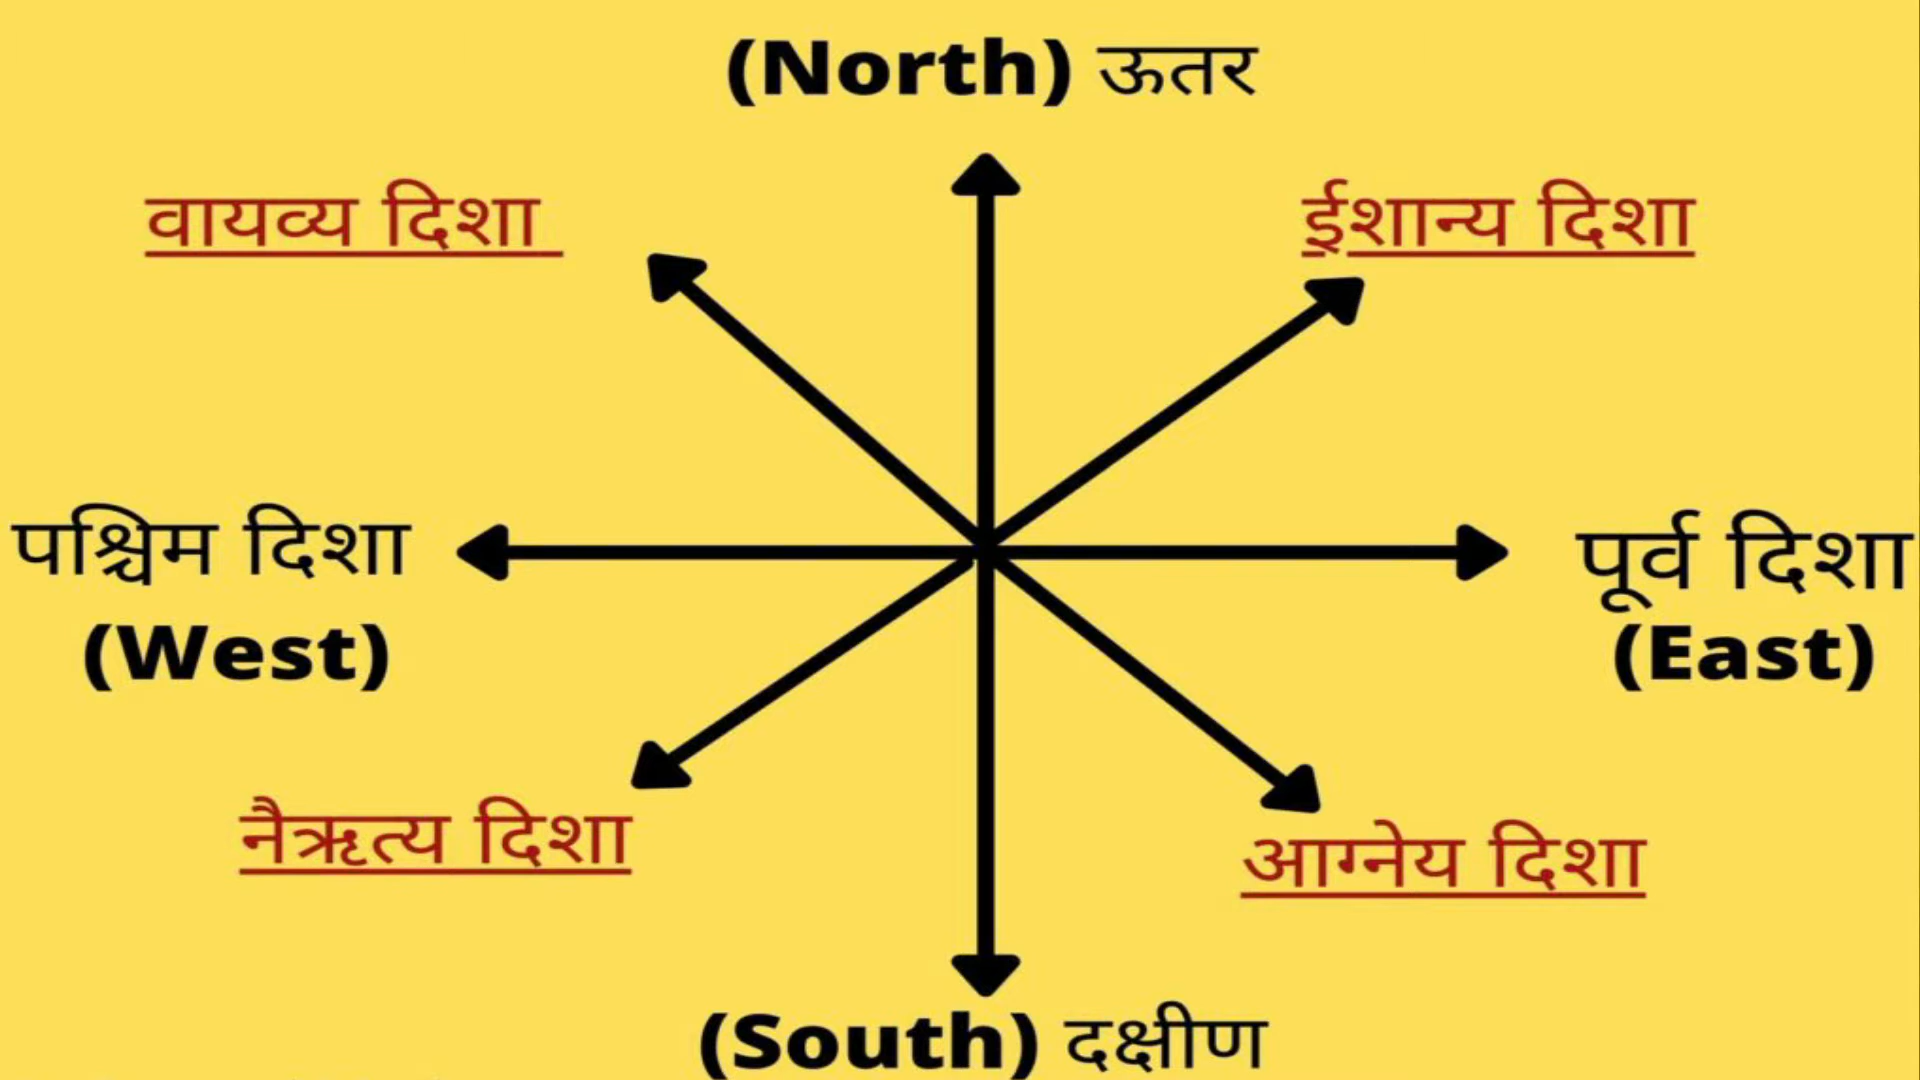 (North) ऊतर
वायव्य दिशा
ईशान्य दिशा
पश्चिम दिशा
(West)
पूर्व दिशा
(East)
नैऋत्य दिशा
आग्नेय दिशा
(South) दक्षीण